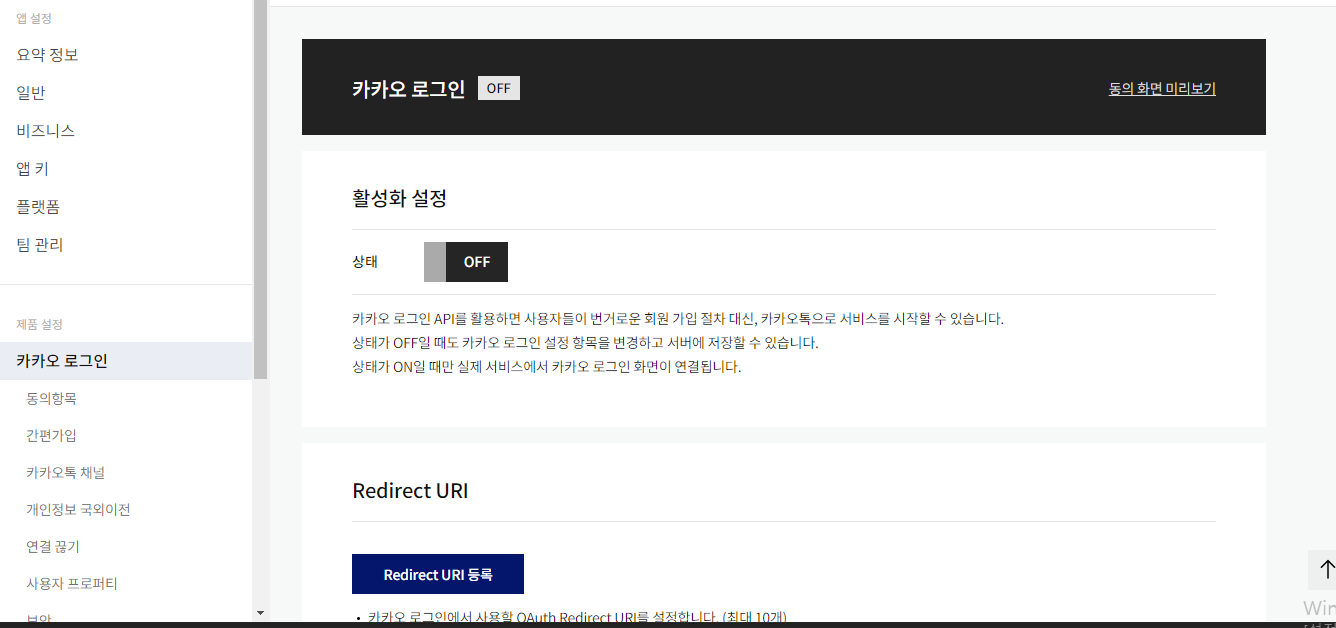 앱 설정
요약 정보
일반
비즈니스
앱 키
플랫폼
팀 관리
제품 설정
카카오 로그인
동의항목
간편가입
카카오톡 채널
개인정보 국외이전
연결 끊기
사용자 프로퍼티
보안
카카오 로그인 OFF
동의 화면 미리보기
활성화 설정
상태 OFF
카카오 로그인 API를 활용하면 사용자들이 번거로운 회원 가입 절차 대신, 카카오톡으로 서비스를 시작할 수 있습니다.
상태가 OFF일 때도 카카오 로그인 설정 항목을 변경하고 서버에 저장할 수 있습니다.
상태가 ON일 때만 실제 서비스에서 카카오 로그인 화면이 연결됩니다.
Redirect URI
Redirect URI 등록
• 카카오 로그인에서 사용할 OAuth Redirect URI를 설정합니다. (최대 10개)
Win